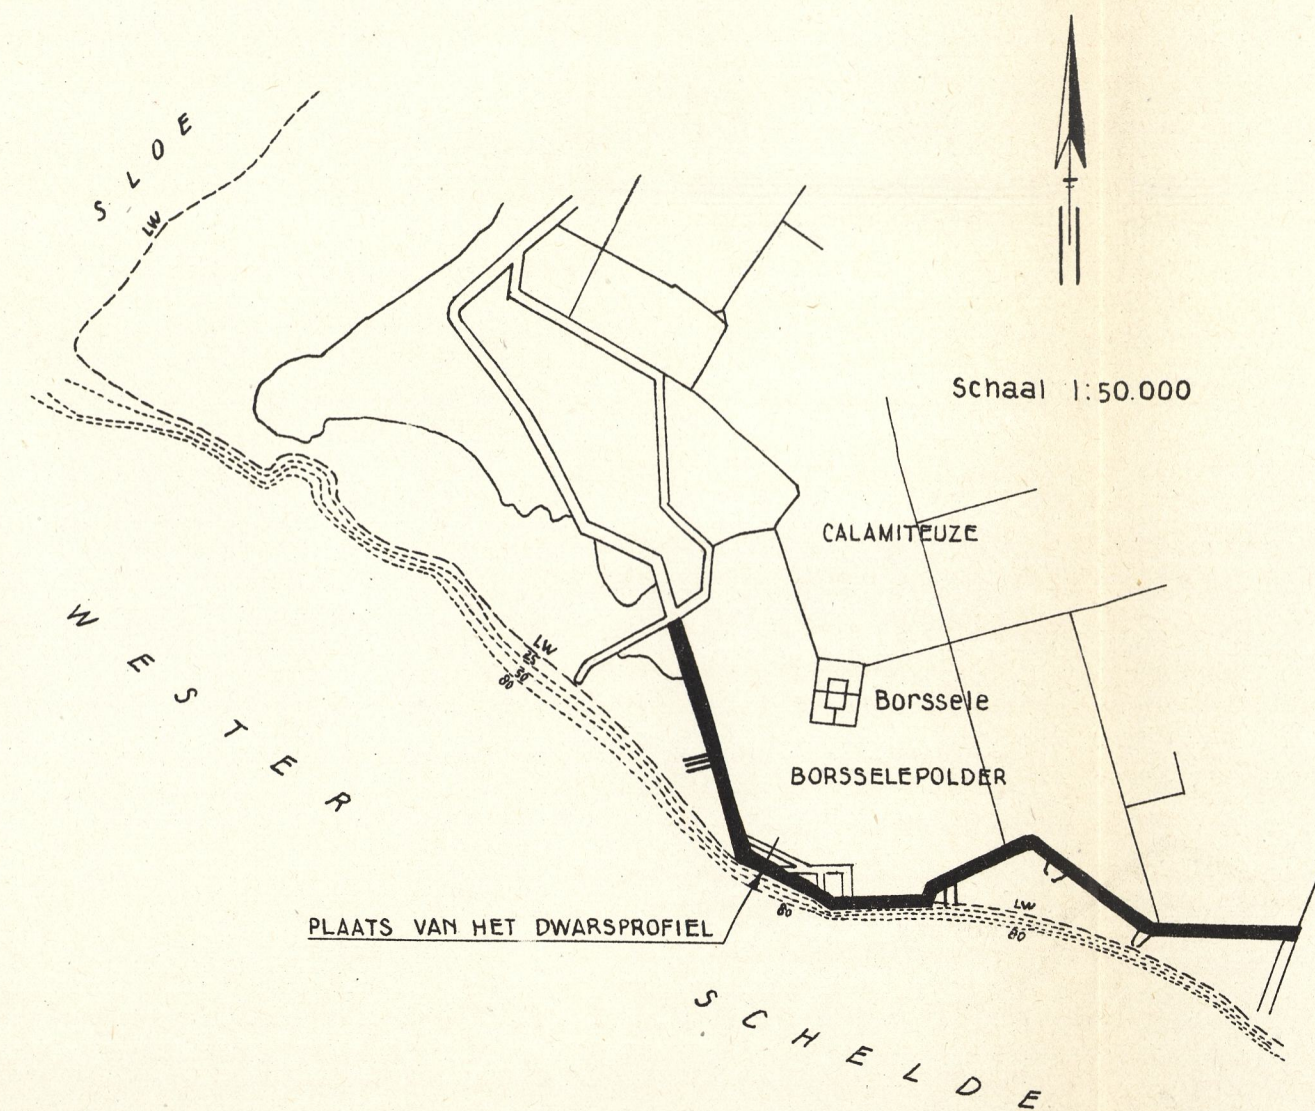 SLOE
LW
Schaal 1:50.000
CALAMITEUZE
WESTER
LW
25
50
80
Borssele
BORSSELEPOLDER
80
LW
80
PLAATS VAN HET DWARSPROFIEL
SCHELDE